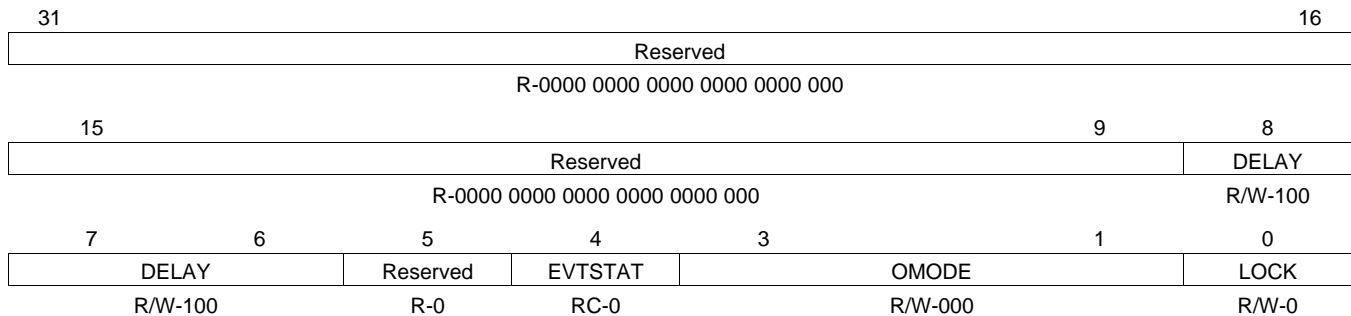 31 16
Reserved
R-0000 0000 0000 0000 0000 000
15 9 8
Reserved DELAY
R-0000 0000 0000 0000 0000 000 R/W-100
7 6 5 4 3 1 0
DELAY Reserved EVTSTAT OMODE LOCK
R/W-100 R-0 RC-0 R/W-000 R/W-0